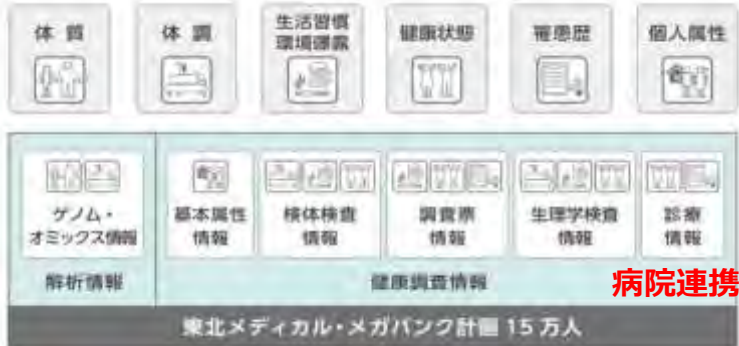 体 質
体 調
生活習慣
環境曝露
健康状態
罹患歴
個人属性
ゲノム・
オミックス情報
基本属性
情報
検体検査
情報
調査票
情報
生理学検査
情報
診療
情報
解析情報
健康調査情報
病院連携
東北メディカル・メガバンク計画 15 万人